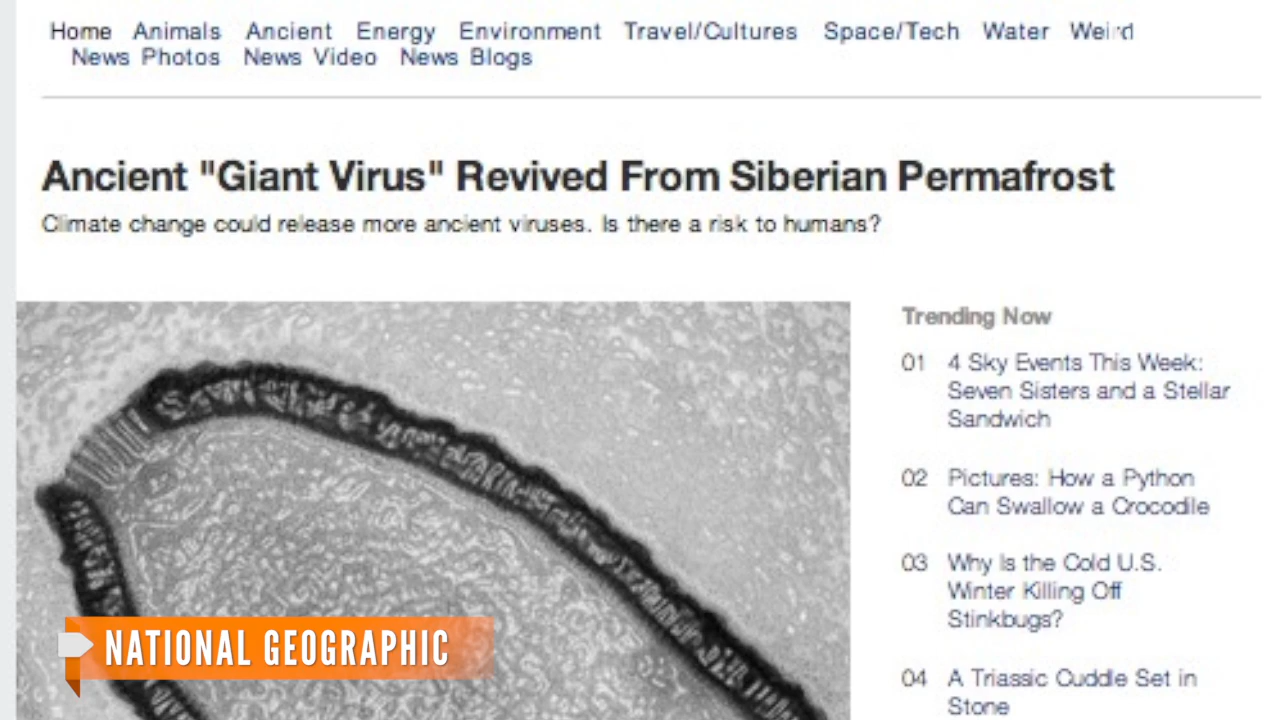 Home Animals Ancient Energy Environment Travel/Cultures Space/Tech Water Weird
News Photos News Video News Blogs
Ancient "Giant Virus" Revived From Siberian Permafrost
Climate change could release more ancient viruses. Is there a risk to humans?
Trending Now
01 4 Sky Events This Week:
Seven Sisters and a Stellar
Sandwich
02 Pictures: How a Python
Can Swallow a Crocodile
03 Why Is the Cold U.S.
Winter Killing Off
Stinkbugs?
04 A Triassic Cuddle Set in
Stone
NATIONAL GEOGRAPHIC